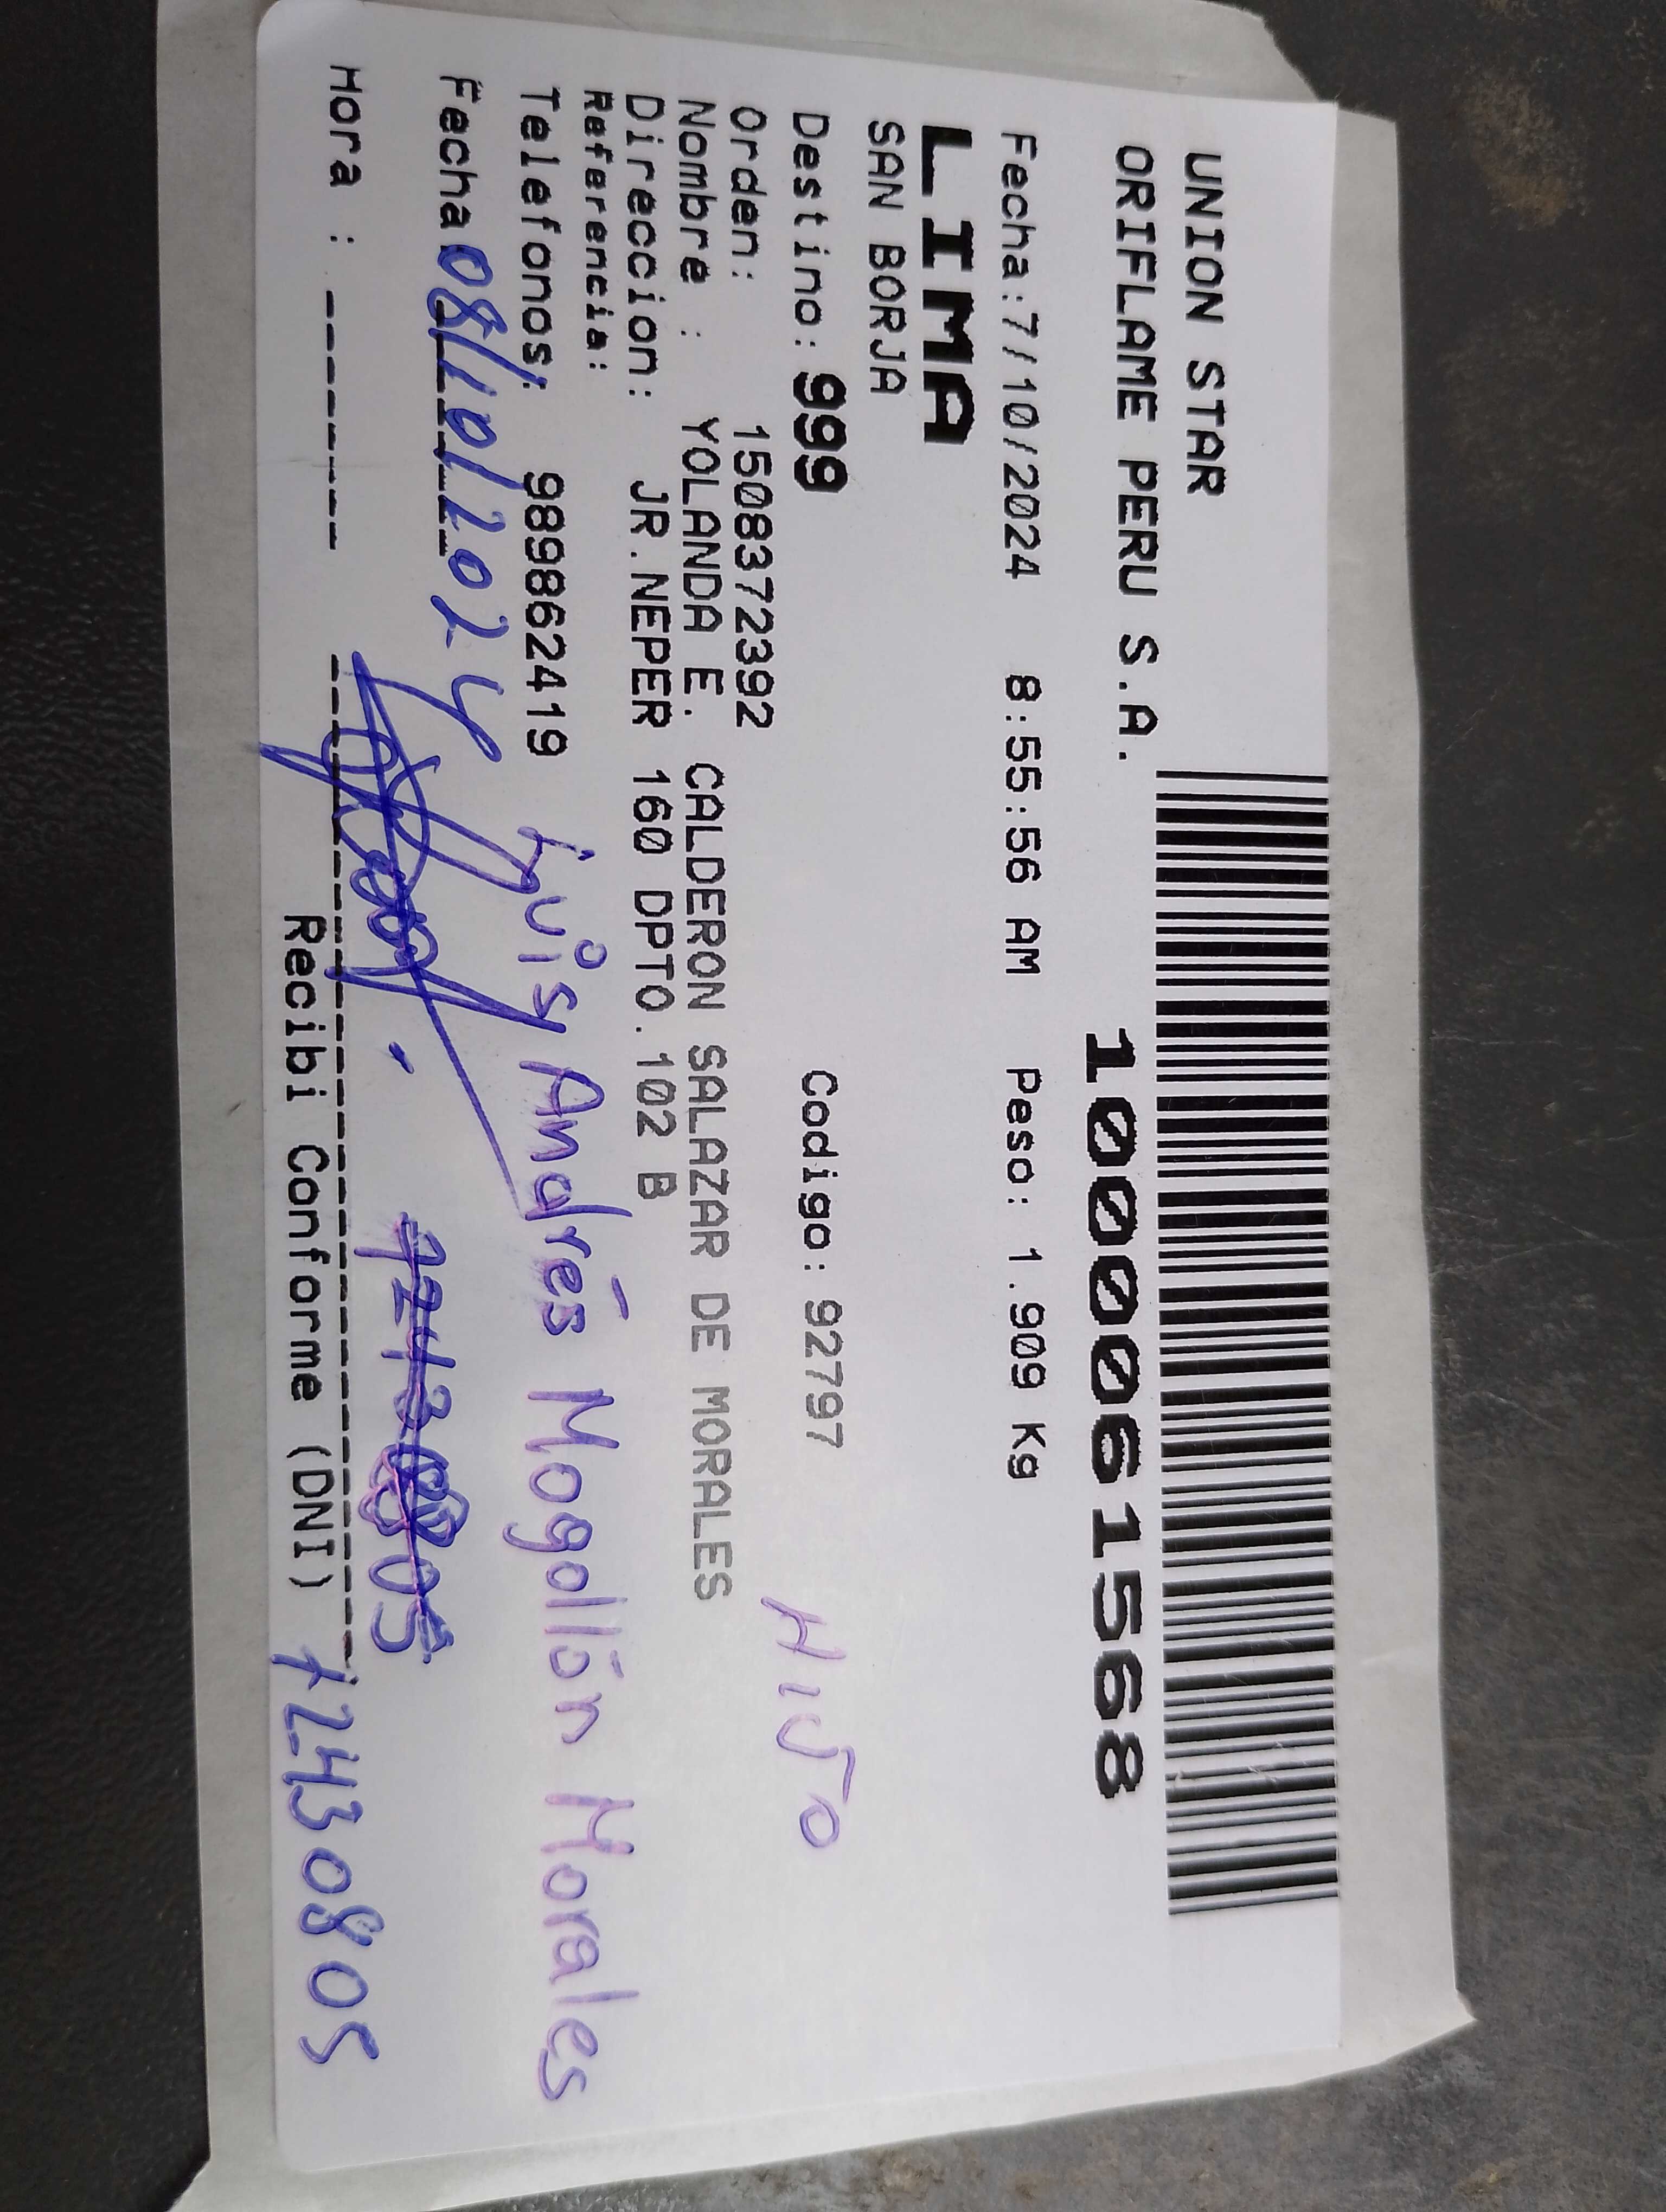 UNION STAR
ORIFLAME PERU S.A.
10006061568
Fecha:7/10/2024 8:55:56 AM Peso: 1.909 Kg
LIMA
SAN BORJA
Destino: 999 Codigo: 92797
HIJO
Orden: 1508372392
Nombre : YOLANDA E. CALDERON SALAZAR DE MORALES
Direccion: JR.NEPER 160 DPTO.102 B
Referencia:
Telefonos: 989862419
Luis Andrés Mogollón Morales
Fecha 08/10/2024
Hora :
Recibi Conforme (DNI) 72430805